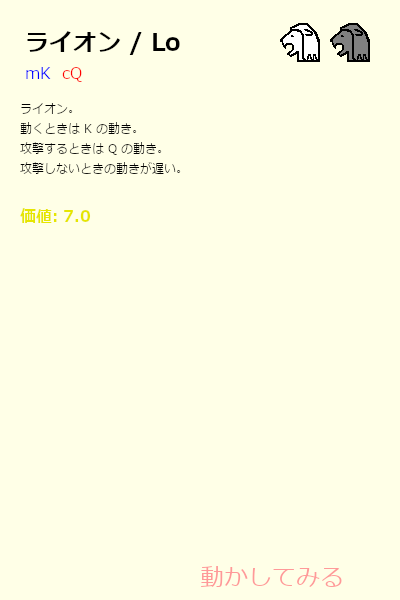 ライオン / Lo
mK cQ
ライオン。
動くときは K の動き。
攻撃するときは Q の動き。
攻撃しないときの動きが遅い。
価値: 7.0
動かしてみる